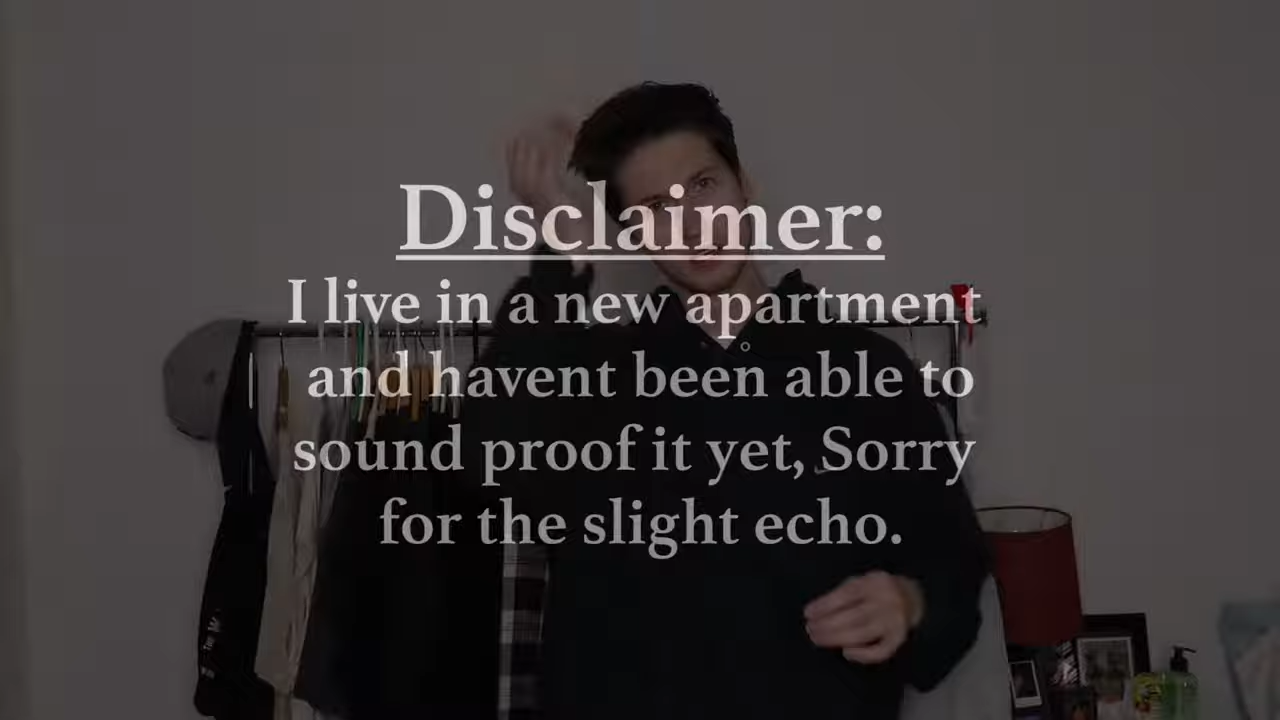 Disclaimer:
I live in a new apartment
and havent been able to
sound proof it yet, Sorry
for the slight echo.